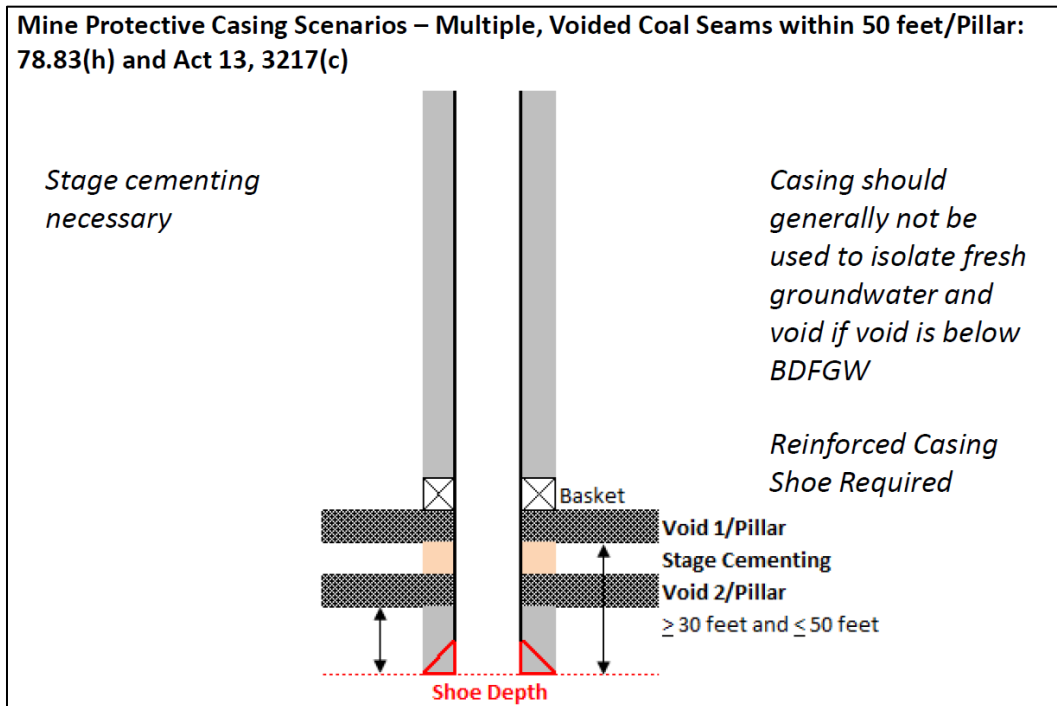 Mine Protective Casing Scenarios – Multiple, Voided Coal Seams within 50 feet/Pillar:
78.83(h) and Act 13, 3217(c)
Stage cementing
necessary
Casing should
generally not be
used to isolate fresh
groundwater and
void if void is below
BDFGW
Reinforced Casing
Shoe Required
Basket
Void 1/Pillar
Stage Cementing
Void 2/Pillar
≥ 30 feet and ≤ 50 feet
Shoe Depth